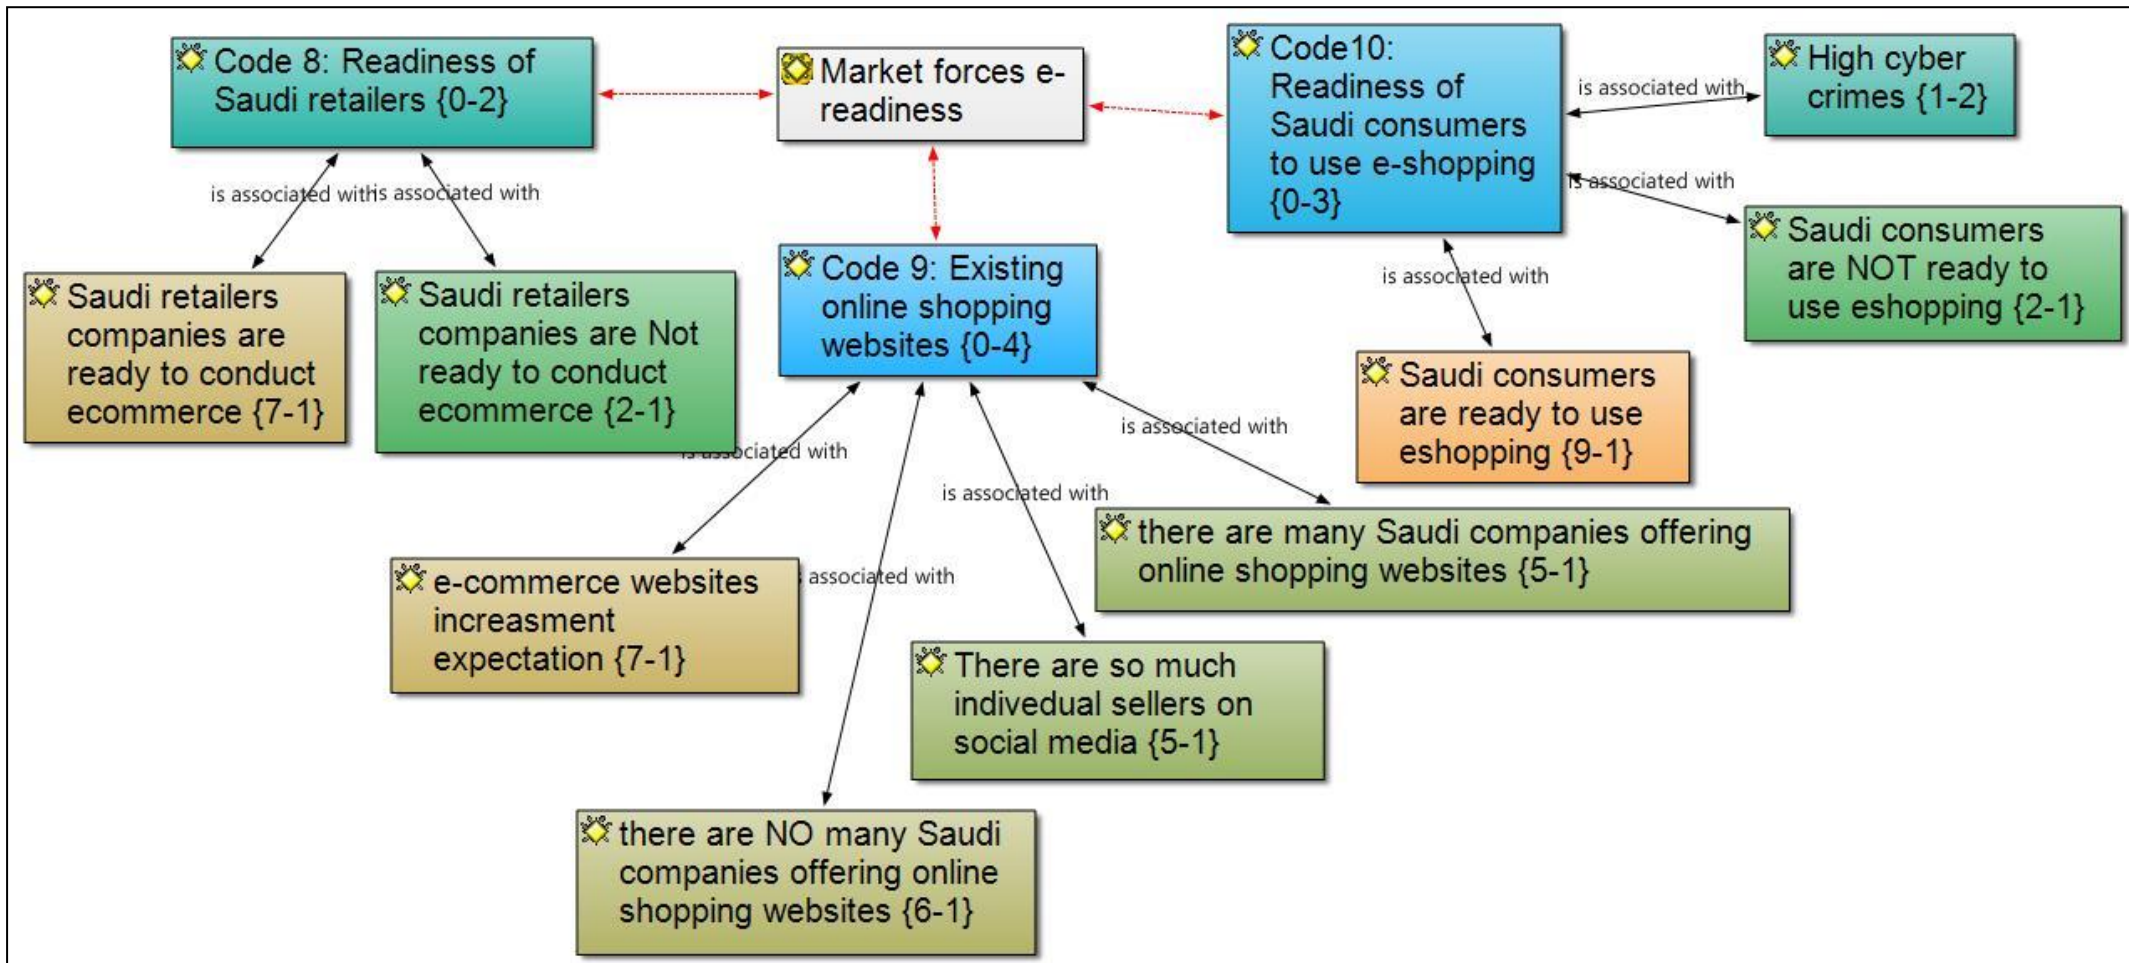 Code 8: Readiness of
Saudi retailers {0-2}
Market forces e-
readiness
Code10:
Readiness of
Saudi consumers
to use e-shopping
{0-3}
High cyber
crimes {1-2}
is associated with
is associated with
is associated with
is associated with
Saudi consumers
are NOT ready to
use eshopping {2-1}
is associated with
Saudi retailers
companies are
ready to conduct
ecommerce {7-1}
Saudi retailers
companies are Not
ready to conduct
ecommerce {2-1}
Code 9: Existing
online shopping
websites {0-4}
Saudi consumers
are ready to use
eshopping {9-1}
is associated with
is associated with
is associated with
there are many Saudi companies offering
online shopping websites {5-1}
e-commerce websites
increasment
expectation {7-1}
associated with
There are so much
indivedual sellers on
social media {5-1}
there are NO many Saudi
companies offering online
shopping websites {6-1}